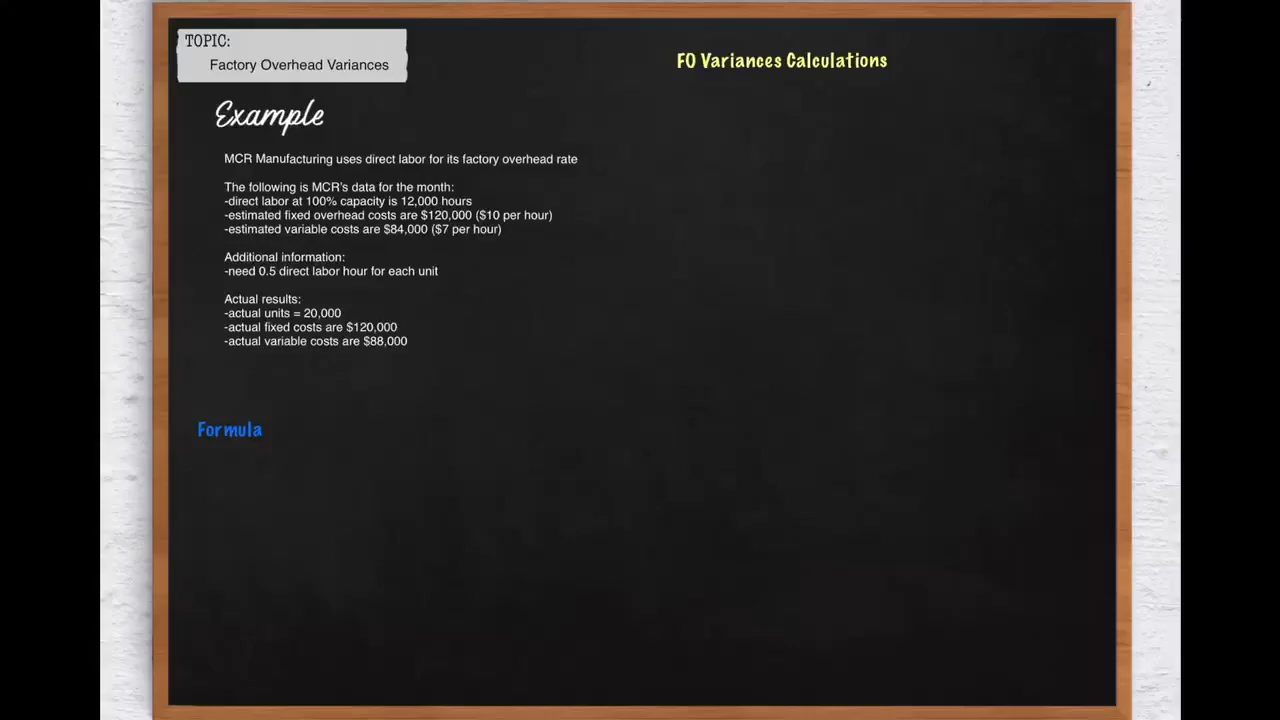 TOPIC:
Factory Overhead Variances
FO Variances Calculations
Example
MCR Manufacturing uses direct labor for its factory overhead rate
The following is MCR's data for the month:
-direct labor at 100% capacity is 12,000 hours
-estimated fixed overhead costs are $120,000 ($10 per hour)
-estimated variable costs are $84,000 ($7 per hour)
Additional information:
-need 0.5 direct labor hour for each unit
Actual results:
-actual units = 20,000
-actual fixed costs are $120,000
-actual variable costs are $88,000
Formula